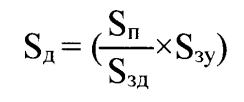 Sд = (Sп/Sзд × Sзу)